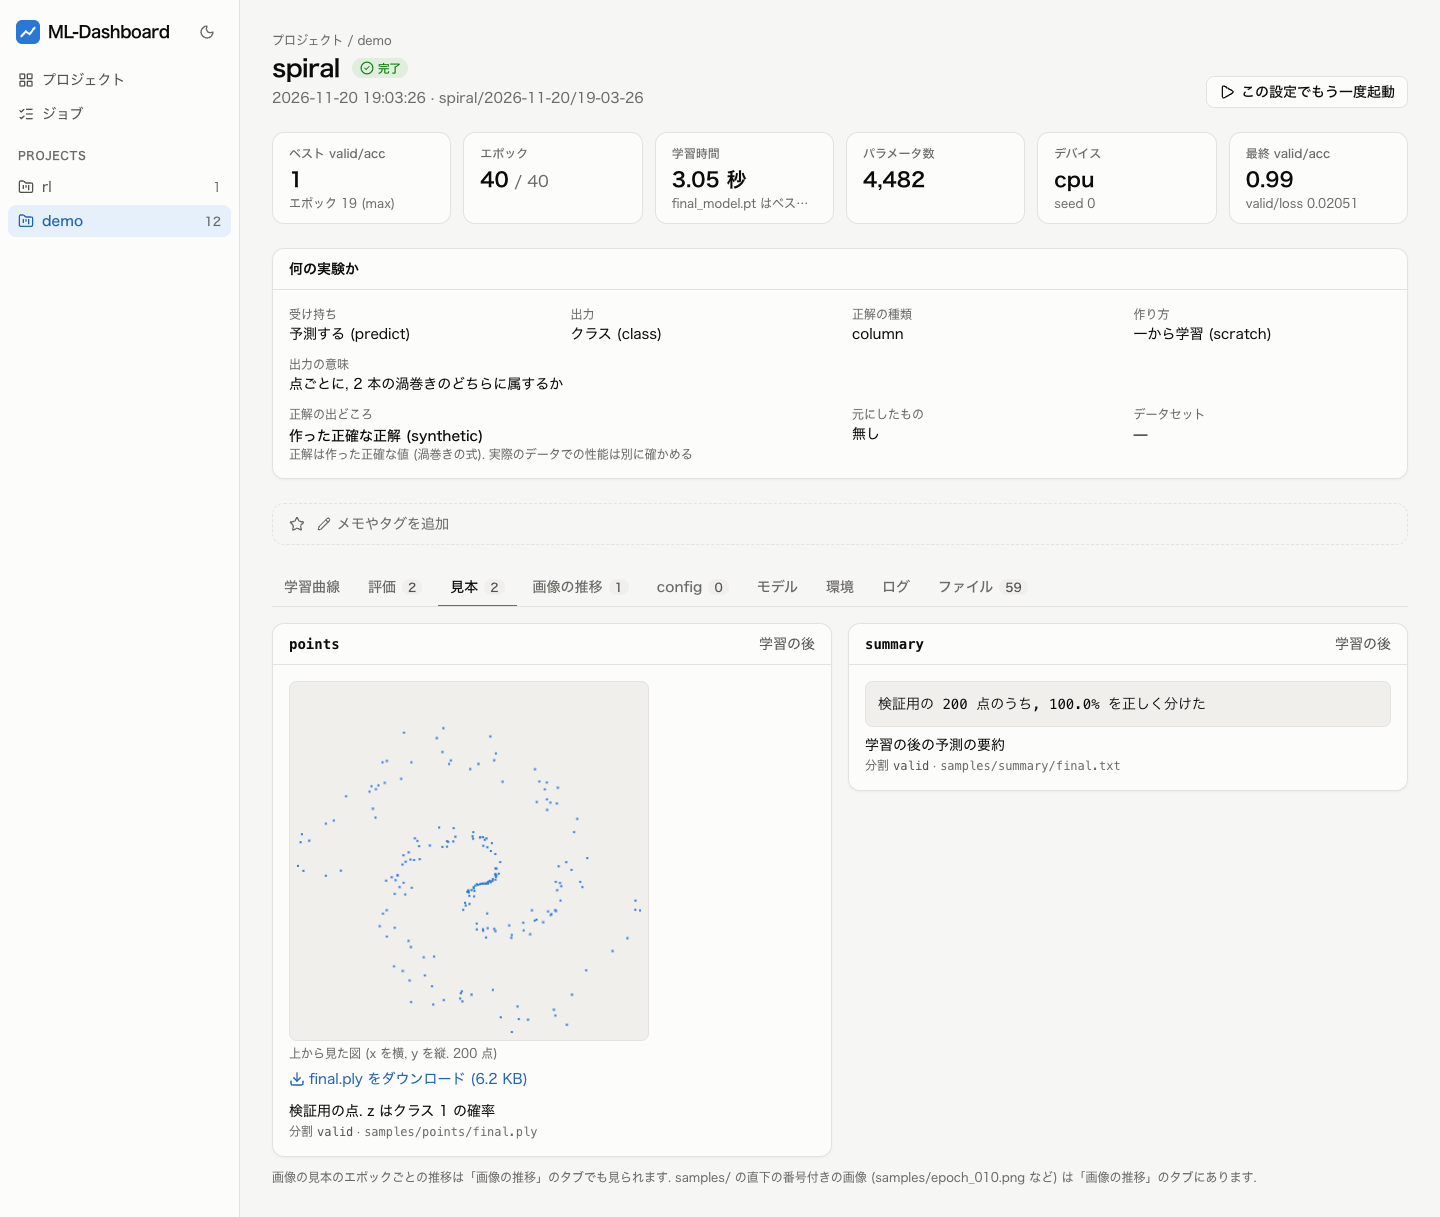 ML-Dashboard
プロジェクト
ジョブ
PROJECTS
rl 1
demo 12
プロジェクト / demo
spiral 完了
2026-11-20 19:03:26 · spiral/2026-11-20/19-03-26
この設定でもう一度起動
ベスト valid/acc
1
エポック 19 (max)
エポック
40 / 40
学習時間
3.05 秒
final_model.pt はベス…
パラメータ数
4,482
デバイス
cpu
seed 0
最終 valid/acc
0.99
valid/loss 0.02051
何の実験か
受け持ち
予測する (predict)
出力
クラス (class)
正解の種類
column
作り方
一から学習 (scratch)
出力の意味
点ごとに, 2 本の渦巻きのどちらに属するか
正解の出どころ
作った正確な正解 (synthetic)
正解は作った正確な値 (渦巻きの式). 実際のデータでの性能は別に確かめる
元にしたもの
無し
データセット
—
メモやタグを追加
学習曲線 評価 2 見本 2 画像の推移 1 config 0 モデル 環境 ログ ファイル 59
points 学習の後
上から見た図 (x を横, y を縦. 200 点)
final.ply をダウンロード (6.2 KB)
検証用の点. z はクラス 1 の確率
分割 valid · samples/points/final.ply
summary 学習の後
検証用の 200 点のうち, 100.0% を正しく分けた
学習の後の予測の要約
分割 valid · samples/summary/final.txt
画像の見本のエポックごとの推移は「画像の推移」のタブでも見られます. samples/ の直下の番号付きの画像 (samples/epoch_010.png など) は「画像の推移」のタブにあります.